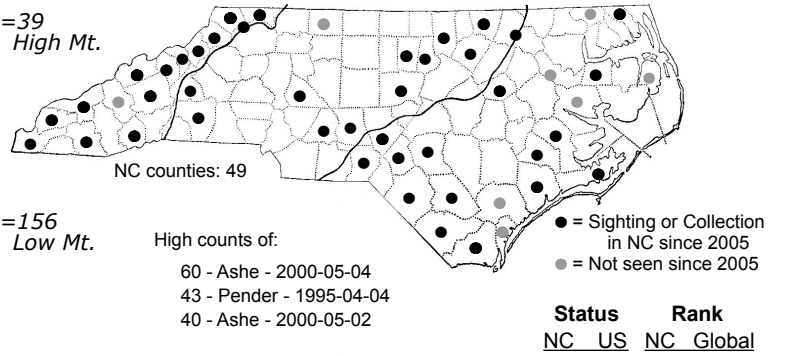 =39
High Mt.
NC counties: 49
=156
Low Mt.
High counts of:
60 - Ashe - 2000-05-04
43 - Pender - 1995-04-04
40 - Ashe - 2000-05-02
= Sighting or Collection
in NC since 2005
= Not seen since 2005
Status Rank
NC US NC Global